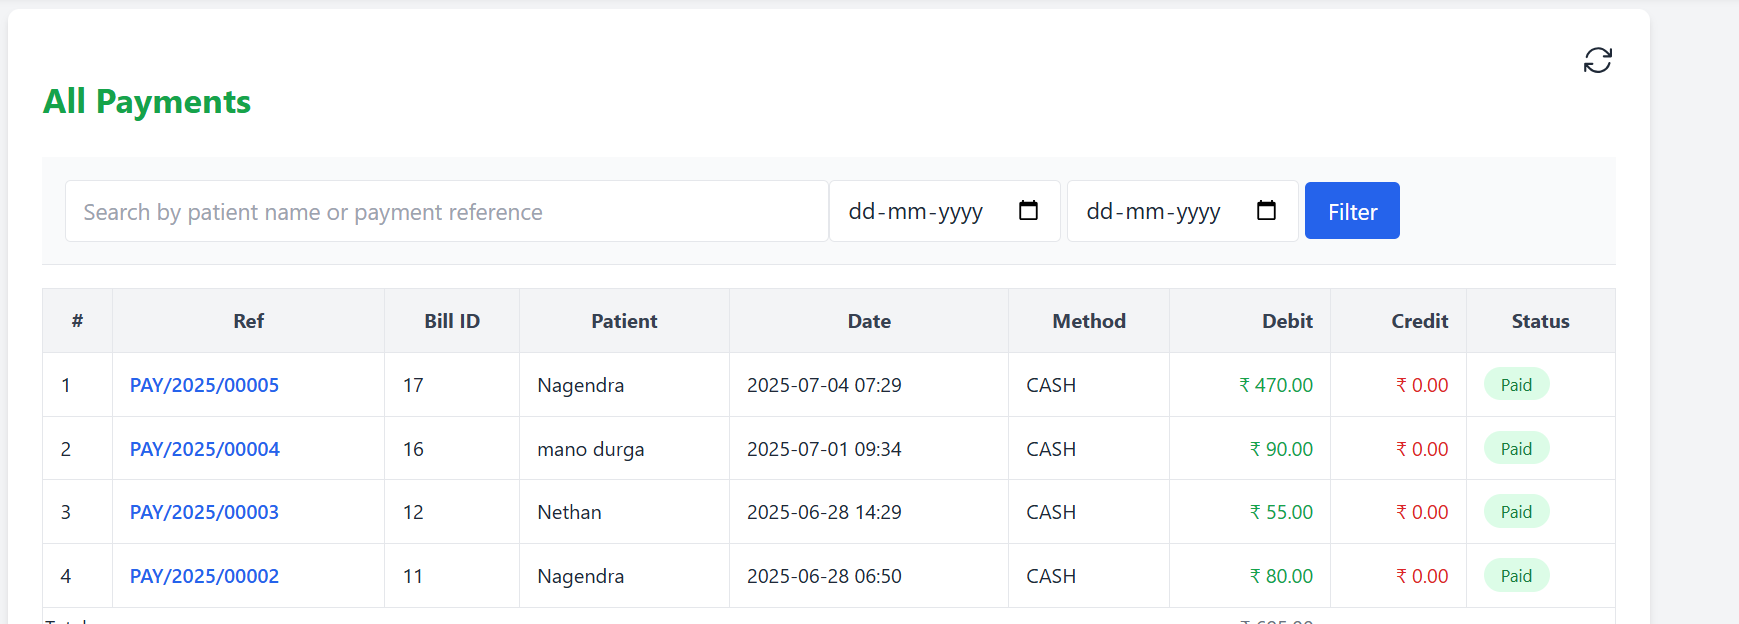 All Payments
Search by patient name or payment reference dd-mm-yyyy dd-mm-yyyy Filter
# Ref Bill ID Patient Date Method Debit Credit Status
1 PAY/2025/00005 17 Nagendra 2025-07-04 07:29 CASH ₹ 470.00 ₹ 0.00 Paid
2 PAY/2025/00004 16 mano durga 2025-07-01 09:34 CASH ₹ 90.00 ₹ 0.00 Paid
3 PAY/2025/00003 12 Nethan 2025-06-28 14:29 CASH ₹ 55.00 ₹ 0.00 Paid
4 PAY/2025/00002 11 Nagendra 2025-06-28 06:50 CASH ₹ 80.00 ₹ 0.00 Paid